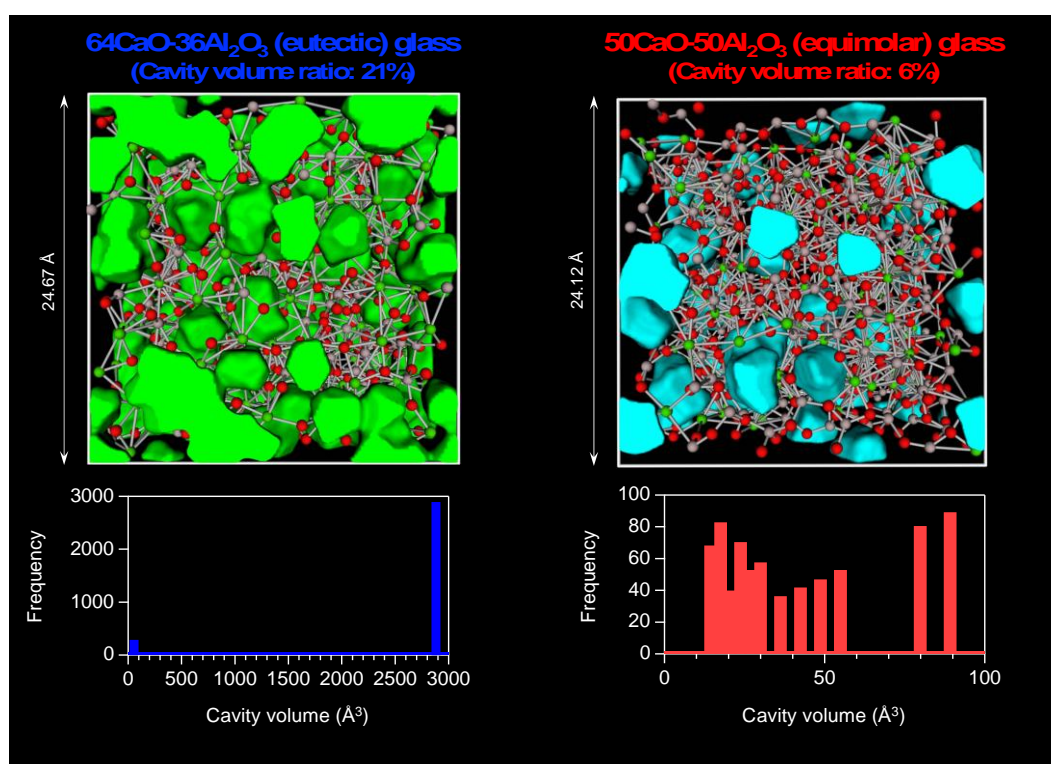 64CaO-36Al₂O₃ (eutectic) glass
(Cavity volume ratio: 21%)
50CaO-50Al₂O₃ (equimolar) glass
(Cavity volume ratio: 6%)
24.67 Å
24.12 Å
3000
2000
1000
0
Frequency
0 500 1000 1500 2000 2500 3000
Cavity volume (Å³)
100
80
60
40
20
0
Frequency
0 50 100
Cavity volume (Å³)